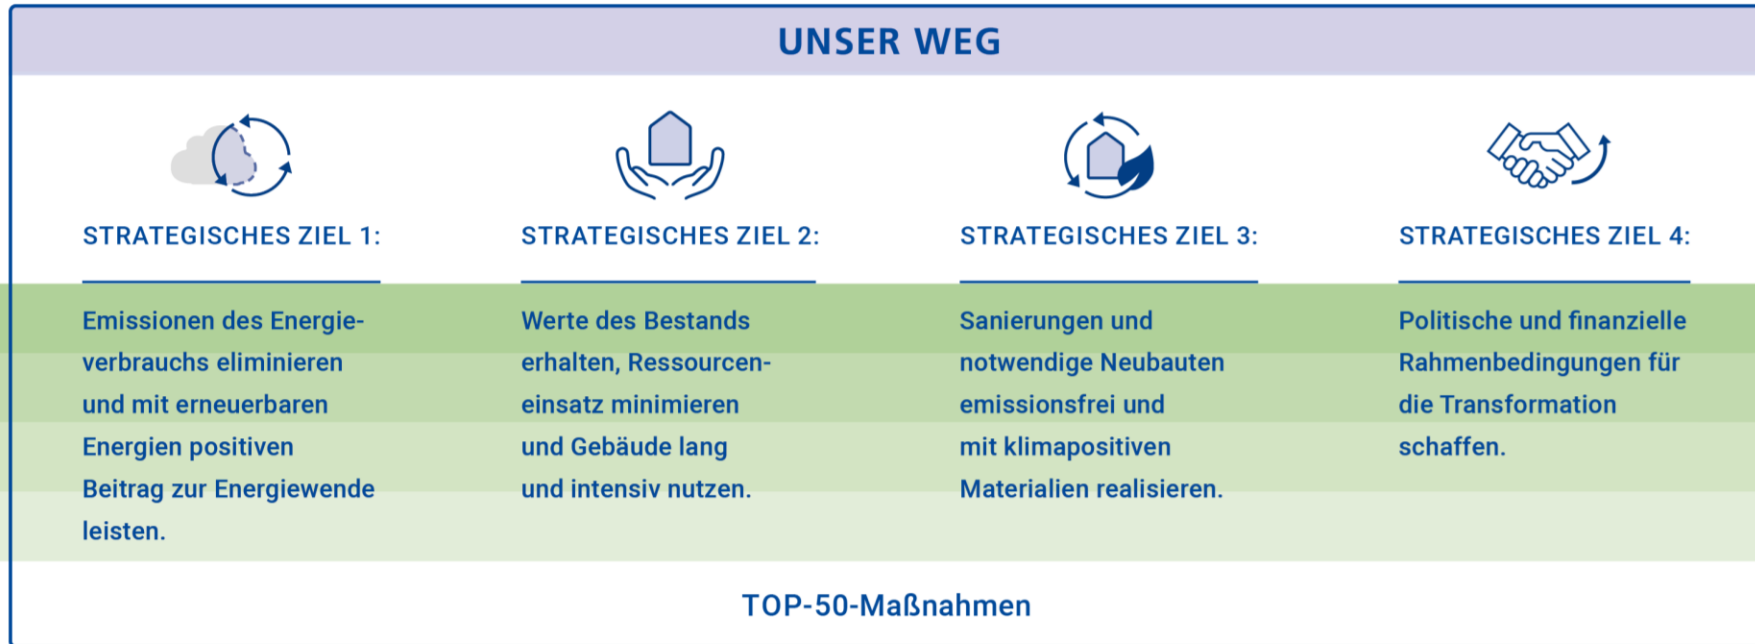 UNSER WEG
STRATEGISCHES ZIEL 1:
Emissionen des Energie-
verbrauchs eliminieren
und mit erneuerbaren
Energien positiven
Beitrag zur Energiewende
leisten.
STRATEGISCHES ZIEL 2:
Werte des Bestands
erhalten, Ressourcen-
einsatz minimieren
und Gebäude lang
und intensiv nutzen.
STRATEGISCHES ZIEL 3:
Sanierungen und
notwendige Neubauten
emissionsfrei und
mit klimapositiven
Materialien realisieren.
STRATEGISCHES ZIEL 4:
Politische und finanzielle
Rahmenbedingungen für
die Transformation
schaffen.
TOP-50-Maßnahmen